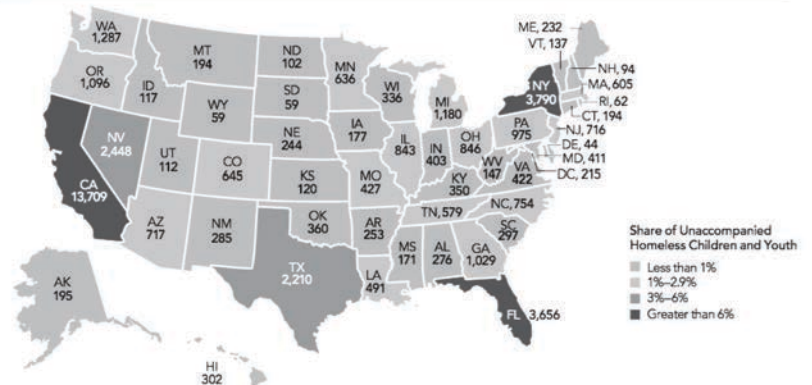 WA
1,287
OR
1,096
CA
13,709
NV
2,448
ID
117
MT
194
WY
59
UT
112
AZ
717
CO
645
NM
285
ND
102
SD
59
NE
244
KS
120
OK
360
TX
2,210
MN
636
IA
177
MO
427
AR
253
LA
491
WI
336
IL
843
MI
1,180
IN
403
OH
846
KY
350
TN, 579
MS
171
AL
276
GA
1,029
FL 3,656
SC
297
NC, 754
VA
422
WV
147
PA
975
NY
3,790
ME, 232
VT, 137
NH, 94
MA, 605
RI, 62
CT, 194
NJ, 716
DE, 44
MD, 411
DC, 215
AK
195
HI
302
Share of Unaccompanied
Homeless Children and Youth
Less than 1%
1%–2.9%
3%–6%
Greater than 6%